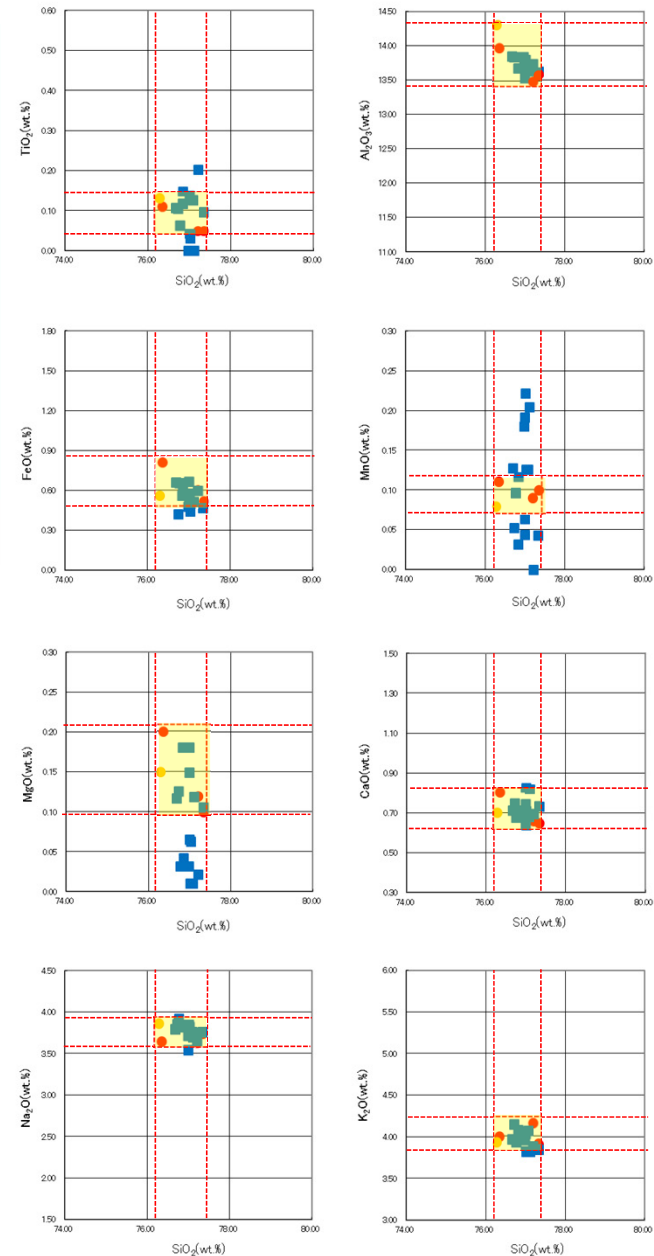 TiO₂(wt.%)
0.60
0.50
0.40
0.30
0.20
0.10
0.00
74.00 76.00 78.00 80.00
SiO₂(wt.%)
Al₂O₃(wt.%)
14.50
14.00
13.50
13.00
12.50
12.00
11.50
11.00
74.00 76.00 78.00 80.00
SiO₂(wt.%)
FeO(wt.%)
1.80
1.50
1.20
0.90
0.60
0.30
0.00
74.00 76.00 78.00 80.00
SiO₂(wt.%)
MnO(wt.%)
0.30
0.25
0.20
0.15
0.10
0.05
0.00
74.00 76.00 78.00 80.00
SiO₂(wt.%)
MgO(wt.%)
0.30
0.25
0.20
0.15
0.10
0.05
0.00
74.00 76.00 78.00 80.00
SiO₂(wt.%)
CaO(wt.%)
1.50
1.30
1.10
0.90
0.70
0.50
0.30
74.00 76.00 78.00 80.00
SiO₂(wt.%)
Na₂O(wt.%)
4.50
4.00
3.50
3.00
2.50
2.00
1.50
74.00 76.00 78.00 80.00
SiO₂(wt.%)
K₂O(wt.%)
6.00
5.50
5.00
4.50
4.00
3.50
3.00
74.00 76.00 78.00 80.00
SiO₂(wt.%)